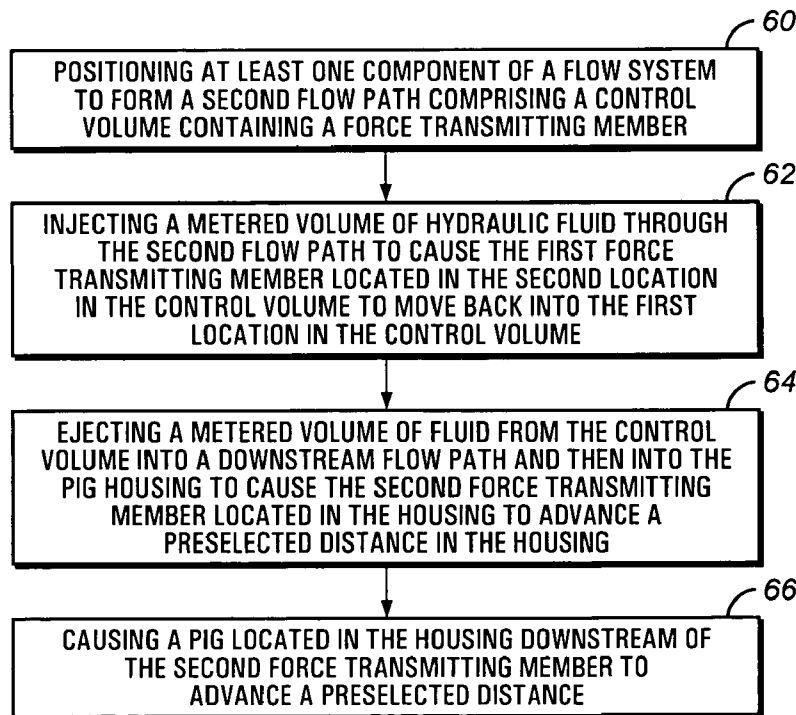 60
POSITIONING AT LEAST ONE COMPONENT OF A FLOW SYSTEM
TO FORM A SECOND FLOW PATH COMPRISING A CONTROL
VOLUME CONTAINING A FORCE TRANSMITTING MEMBER
62
INJECTING A METERED VOLUME OF HYDRAULIC FLUID THROUGH
THE SECOND FLOW PATH TO CAUSE THE FIRST FORCE
TRANSMITTING MEMBER LOCATED IN THE SECOND LOCATION
IN THE CONTROL VOLUME TO MOVE BACK INTO THE FIRST
LOCATION IN THE CONTROL VOLUME
64
EJECTING A METERED VOLUME OF FLUID FROM THE CONTROL
VOLUME INTO A DOWNSTREAM FLOW PATH AND THEN INTO THE
PIG HOUSING TO CAUSE THE SECOND FORCE TRANSMITTING
MEMBER LOCATED IN THE HOUSING TO ADVANCE A
PRESELECTED DISTANCE IN THE HOUSING
66
CAUSING A PIG LOCATED IN THE HOUSING DOWNSTREAM OF
THE SECOND FORCE TRANSMITTING MEMBER TO
ADVANCE A PRESELECTED DISTANCE